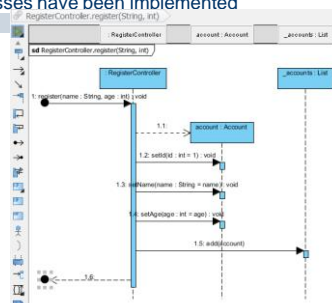 sses have been implemented
RegisterController.register(String, int)
: RegisterController
account : Account
_accounts : List
sd RegisterController.register(String, int)
RegisterController
_accounts : List
1: register(name : String, age : int) : void
1.1:
account : Account
1.2: setId(id : int = 1) : void
1.3: setName(name : String = name) : void
1.4: setAge(age : int = age) : void
1.5: add(account)
1.6: